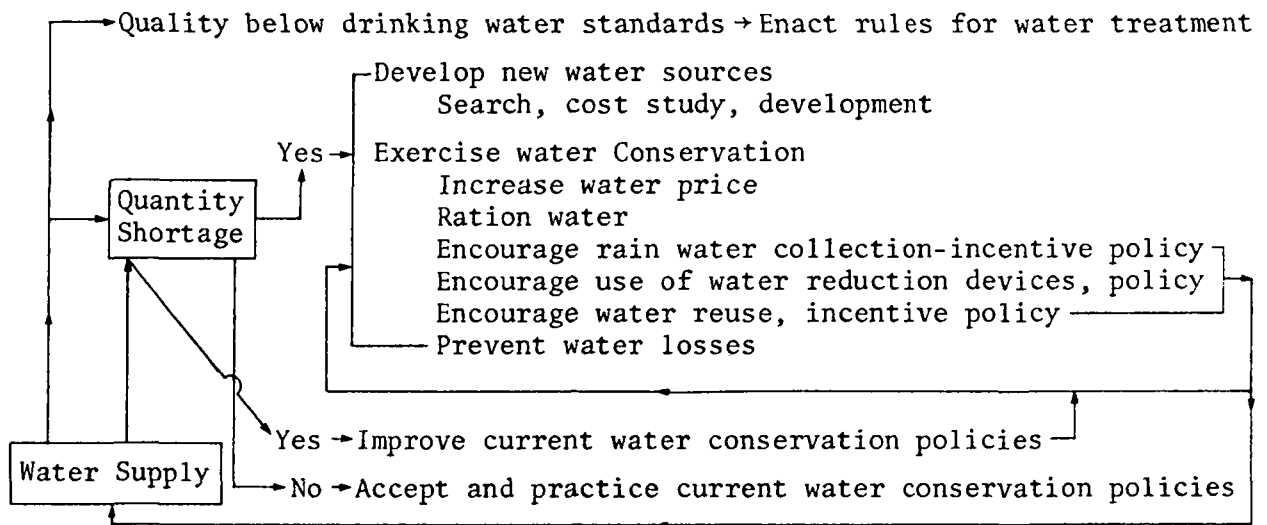 Quality below drinking water standards → Enact rules for water treatment
Develop new water sources
Search, cost study, development
Yes
Exercise water Conservation
Increase water price
Quantity
Shortage
Ration water
Encourage rain water collection-incentive policy
Encourage use of water reduction devices, policy
Encourage water reuse, incentive policy
Prevent water losses
Yes → Improve current water conservation policies
Water Supply
No → Accept and practice current water conservation policies